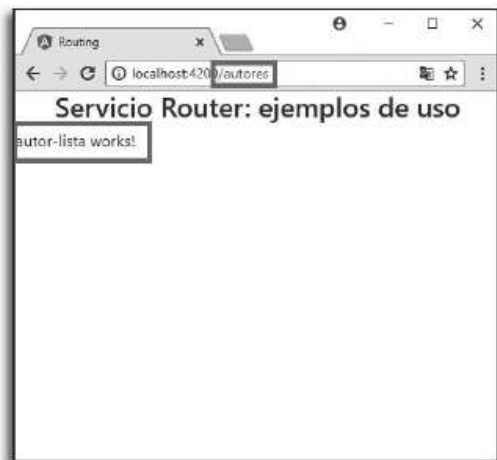 Routing
localhost:4200/autores
Servicio Router: ejemplos de uso
autor-lista works!